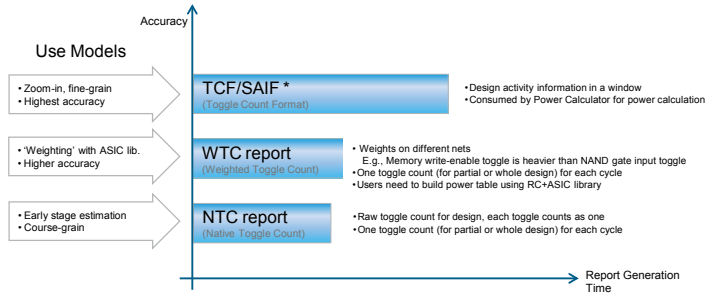 Accuracy
Use Models
• Zoom-in, fine-grain
• Highest accuracy
TCF/SAIF *
(Toggle Count Format)
• Design activity information in a window
• Consumed by Power Calculator for power calculation
• 'Weighting' with ASIC lib.
• Higher accuracy
WTC report
(Weighted Toggle Count)
• Weights on different nets
E.g., Memory write-enable toggle is heavier than NAND gate input toggle
• One toggle count (for partial or whole design) for each cycle
• Users need to build power table using RC+ASIC library
• Early stage estimation
• Course-grain
NTC report
(Native Toggle Count)
• Raw toggle count for design, each toggle counts as one
• One toggle count (for partial or whole design) for each cycle
Report Generation
Time